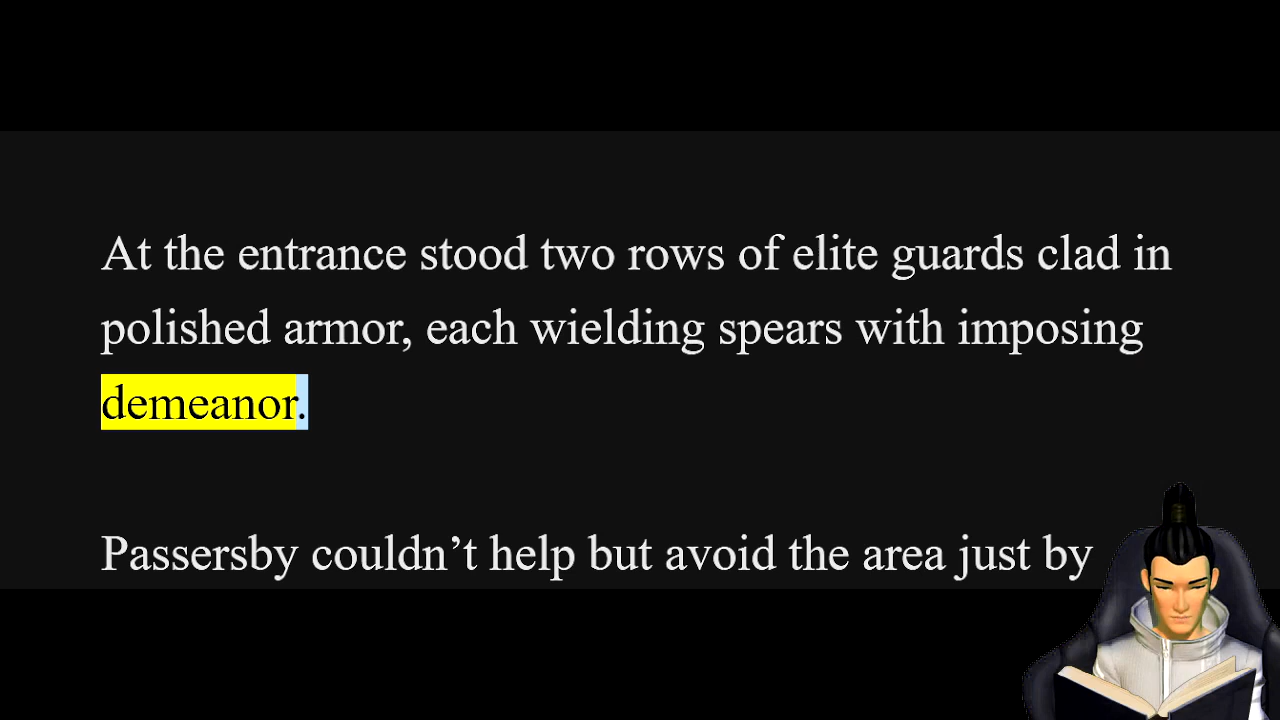 At the entrance stood two rows of elite guards clad in
polished armor, each wielding spears with imposing
demeanor.
Passersby couldn’t help but avoid the area just by